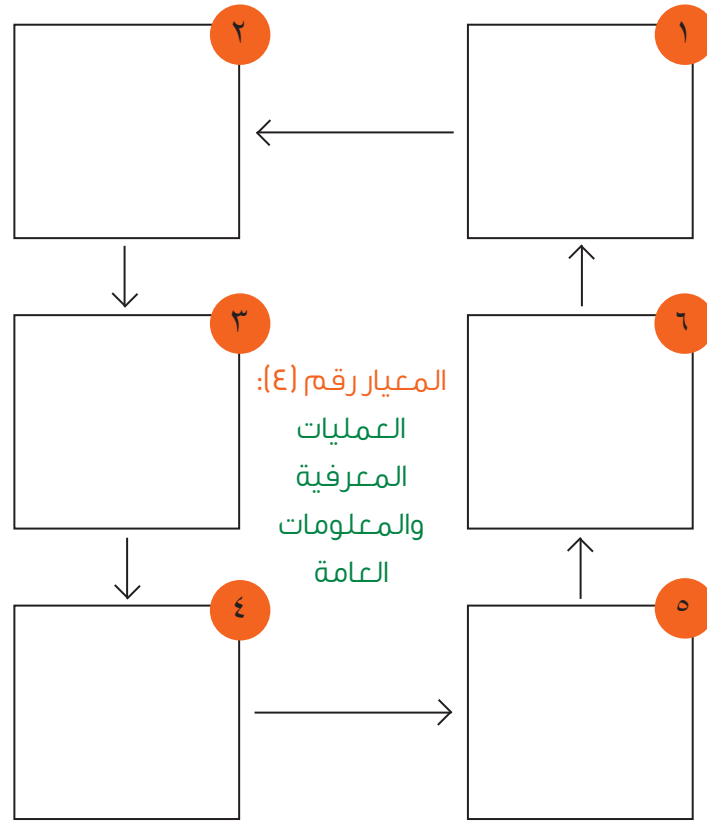 ١
٢
٣
٤
٥
٦
المعيار رقم (٤):
العمليات
المعرفية
والمعلومات
العامة